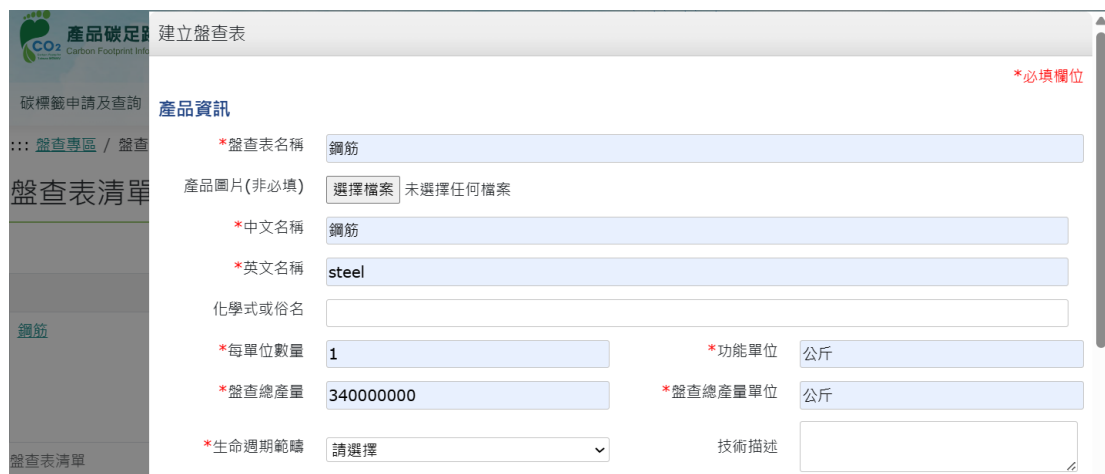 產品碳足跡
CO2 Carbon Footprint Info
建立盤查表
*必填欄位
碳標籤申請及查詢
產品資訊
::: 盤查專區 / 盤查
*盤查表名稱 鋼筋
盤查表清單
產品圖片(非必填) 選擇檔案 未選擇任何檔案
*中文名稱 鋼筋
*英文名稱 steel
化學式或俗名
鋼筋
*每單位數量 1 *功能單位 公斤
*盤查總產量 340000000 *盤查總產量單位 公斤
*生命週期範疇 請選擇 技術描述
盤查表清單